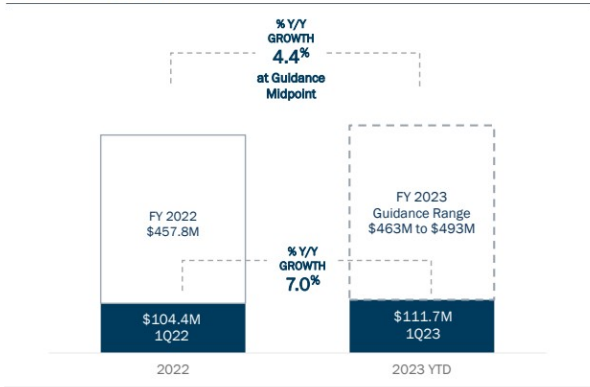 % Y/Y
GROWTH
4.4%
at Guidance
Midpoint
FY 2022
$457.8M
FY 2023
Guidance Range
$463M to $493M
% Y/Y
GROWTH
7.0%
$104.4M
1Q22
$111.7M
1Q23
2022
2023 YTD